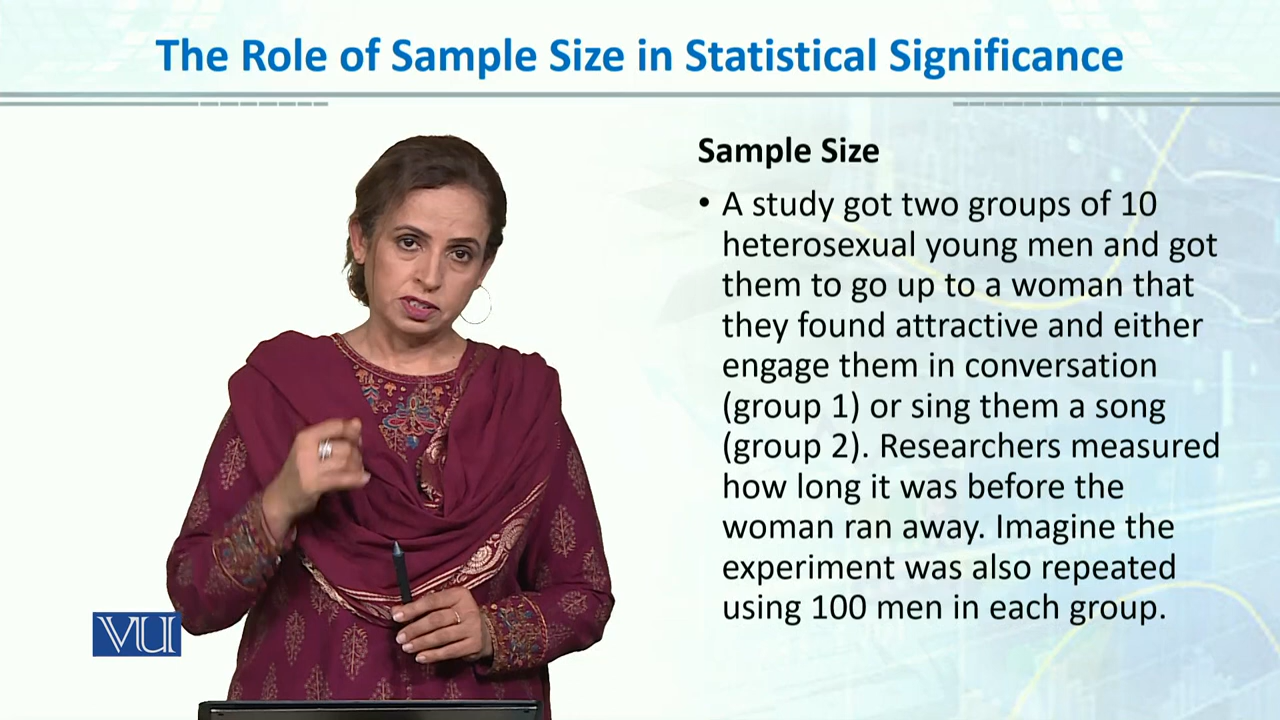 The Role of Sample Size in Statistical Significance
Sample Size
• A study got two groups of 10
heterosexual young men and got
them to go up to a woman that
they found attractive and either
engage them in conversation
(group 1) or sing them a song
(group 2). Researchers measured
how long it was before the
woman ran away. Imagine the
experiment was also repeated
using 100 men in each group.
VU